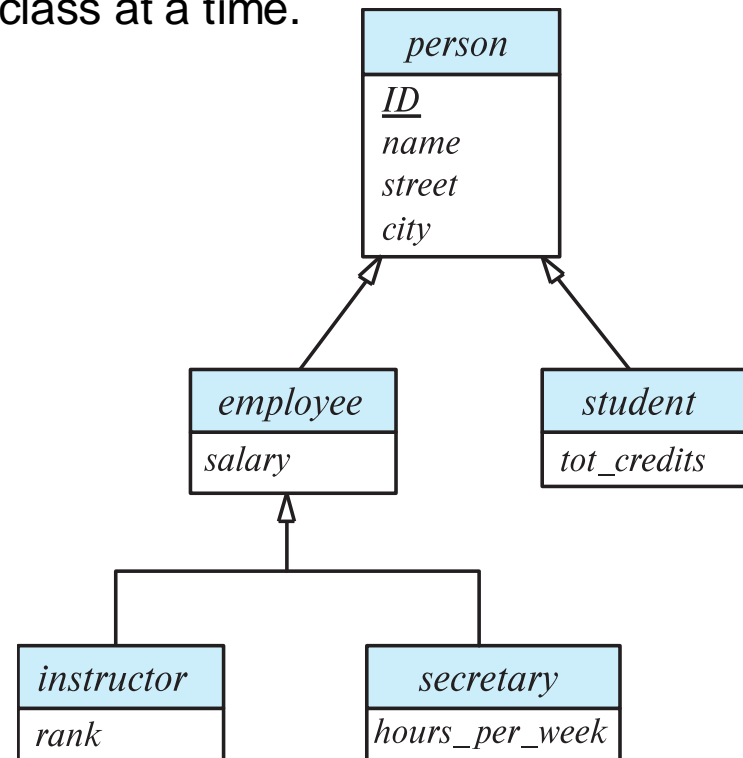 class at a time.
person
ID
name
street
city
employee
student
salary
tot_credits
instructor
secretary
rank
hours_per_week